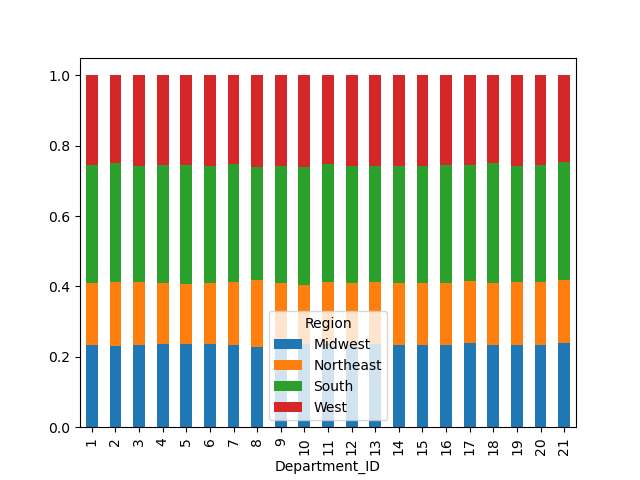 1.0
0.8
0.6
0.4
0.2
0.0
Region
Midwest
Northeast
South
West
1 2 3 4 5 6 7 8 9 10 11 12 13 14 15 16 17 18 19 20 21
Department_ID